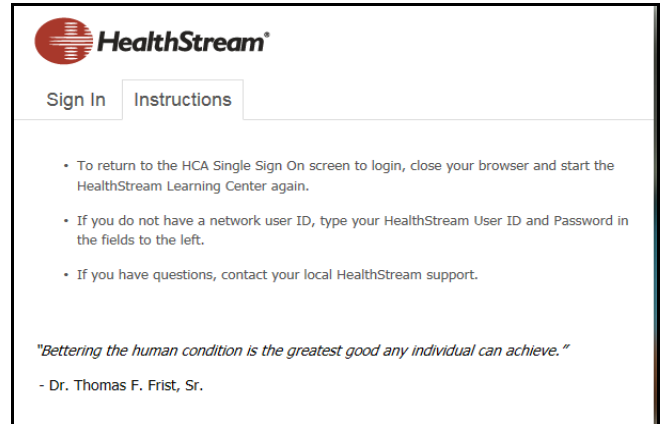 HealthStream®
Sign In Instructions
• To return to the HCA Single Sign On screen to login, close your browser and start the
HealthStream Learning Center again.
• If you do not have a network user ID, type your HealthStream User ID and Password in
the fields to the left.
• If you have questions, contact your local HealthStream support.
"Bettering the human condition is the greatest good any individual can achieve."
- Dr. Thomas F. Frist, Sr.